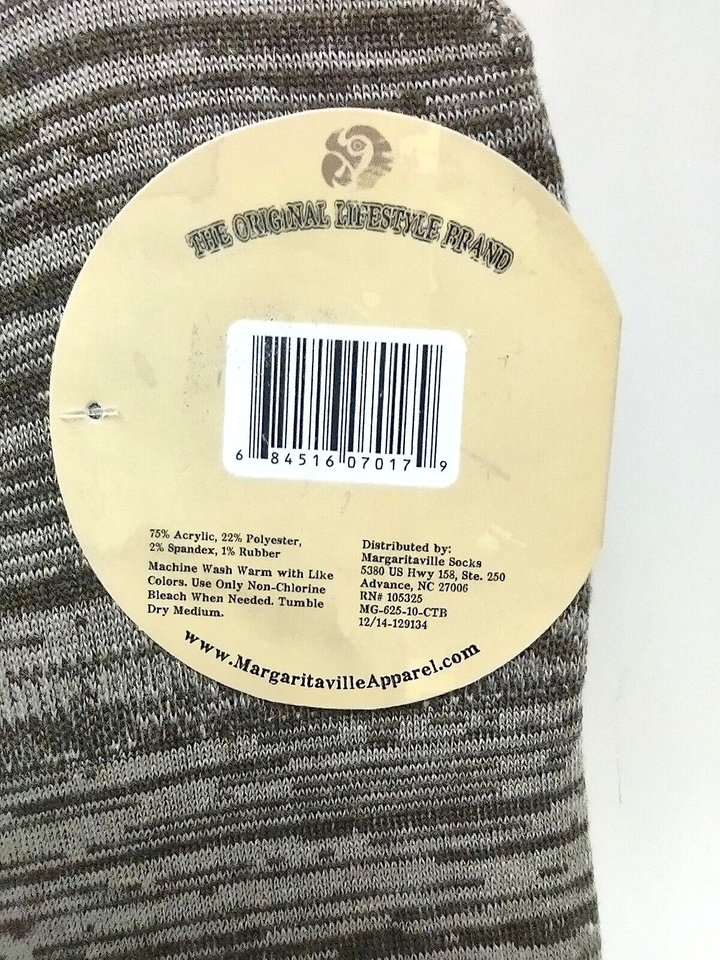 THE ORIGINAL LIFESTYLE BRAND
6 84516 07017 9
75% Acrylic, 22% Polyester,
2% Spandex, 1% Rubber
Machine Wash Warm with Like
Colors. Use Only Non-Chlorine
Bleach When Needed. Tumble
Dry Medium.
Distributed by:
Margaritaville Socks
5380 US Hwy 158, Ste. 250
Advance, NC 27006
RN# 105325
MG-625-10-CTB
12/14-129134
www.MargaritavilleApparel.com